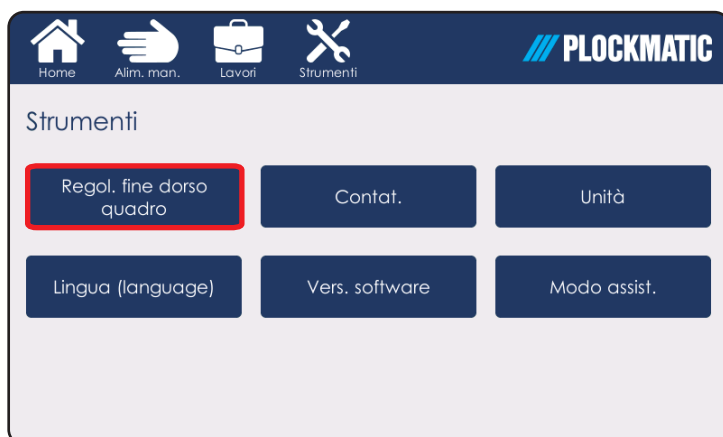 Home Alim. man. Lavori Strumenti PLOCKMATIC
Strumenti
Regol. fine dorso
quadro
Contat.
Unità
Lingua (language)
Vers. software
Modo assist.